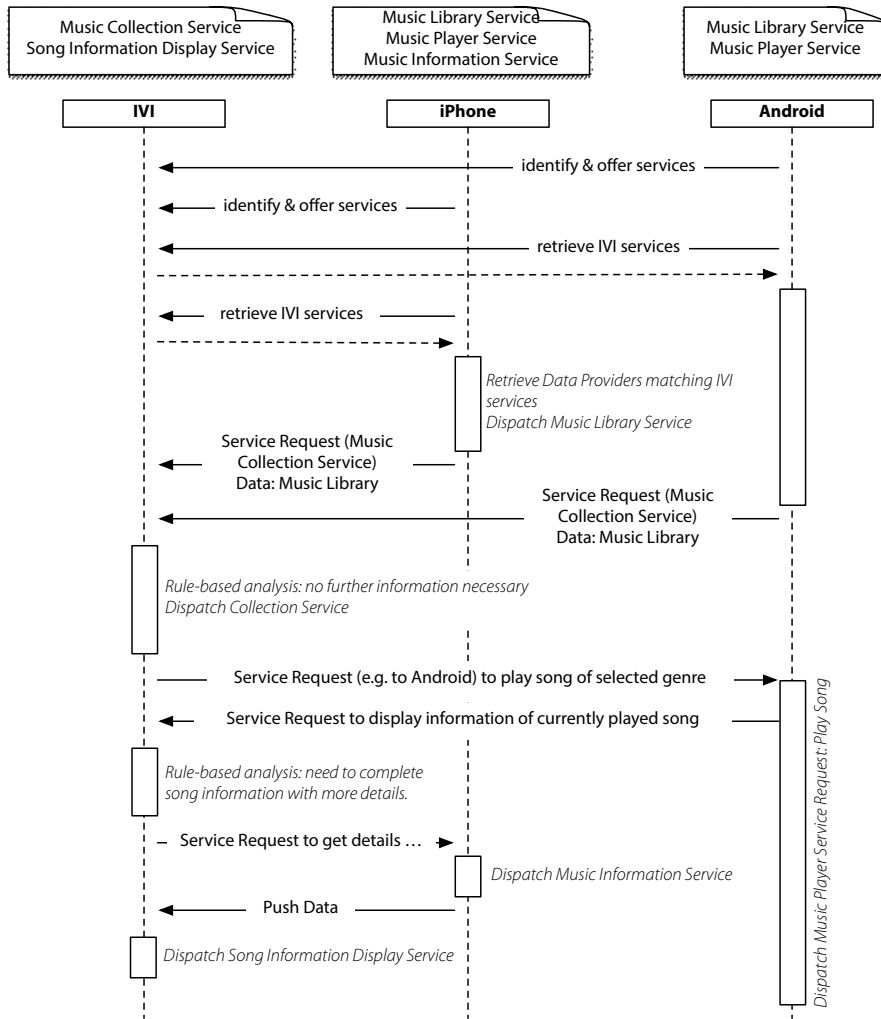 Music Collection Service
Song Information Display Service
Music Library Service
Music Player Service
Music Information Service
Music Library Service
Music Player Service
IVI
iPhone
Android
identify & offer services
identify & offer services
retrieve IVI services
retrieve IVI services
Retrieve Data Providers matching IVI
services
Dispatch Music Library Service
Service Request (Music
Collection Service)
Data: Music Library
Service Request (Music
Collection Service)
Data: Music Library
Rule-based analysis: no further information necessary
Dispatch Collection Service
Service Request (e.g. to Android) to play song of selected genre
Service Request to display information of currently played song
Dispatch Music Player Service Request: Play Song
Rule-based analysis: need to complete
song information with more details.
Service Request to get details …
Dispatch Music Information Service
Push Data
Dispatch Song Information Display Service